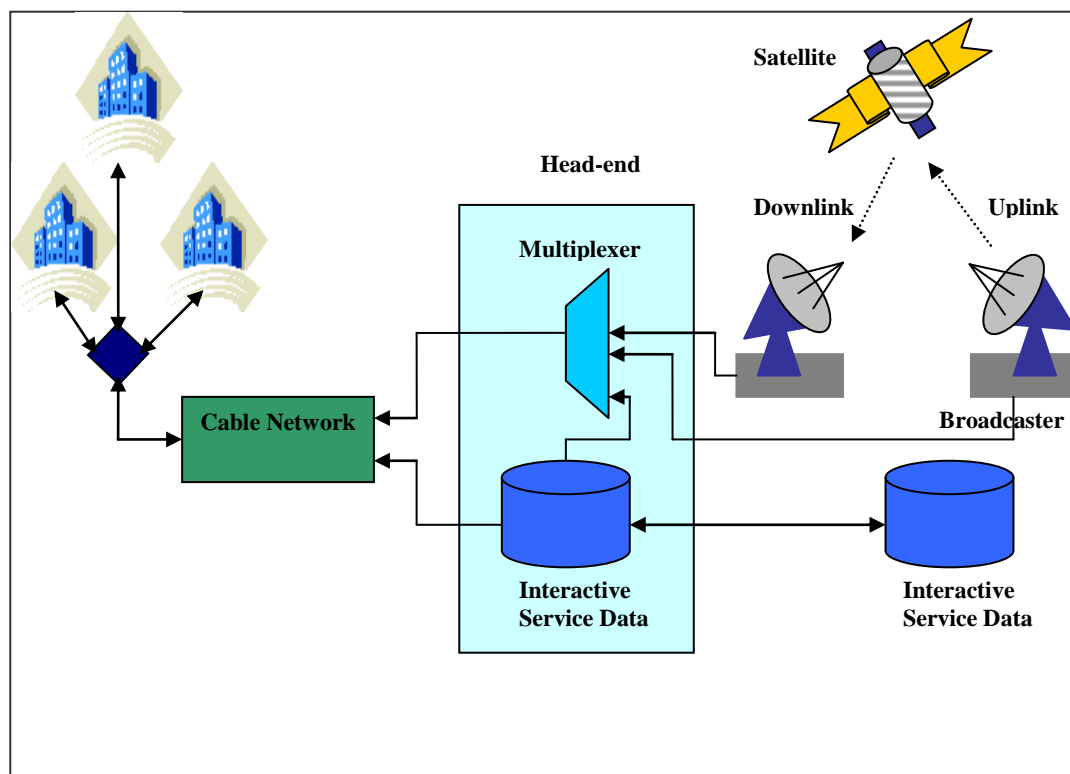 Satellite
Head-end
Downlink
Uplink
Multiplexer
Cable Network
Broadcaster
Interactive
Service Data
Interactive
Service Data